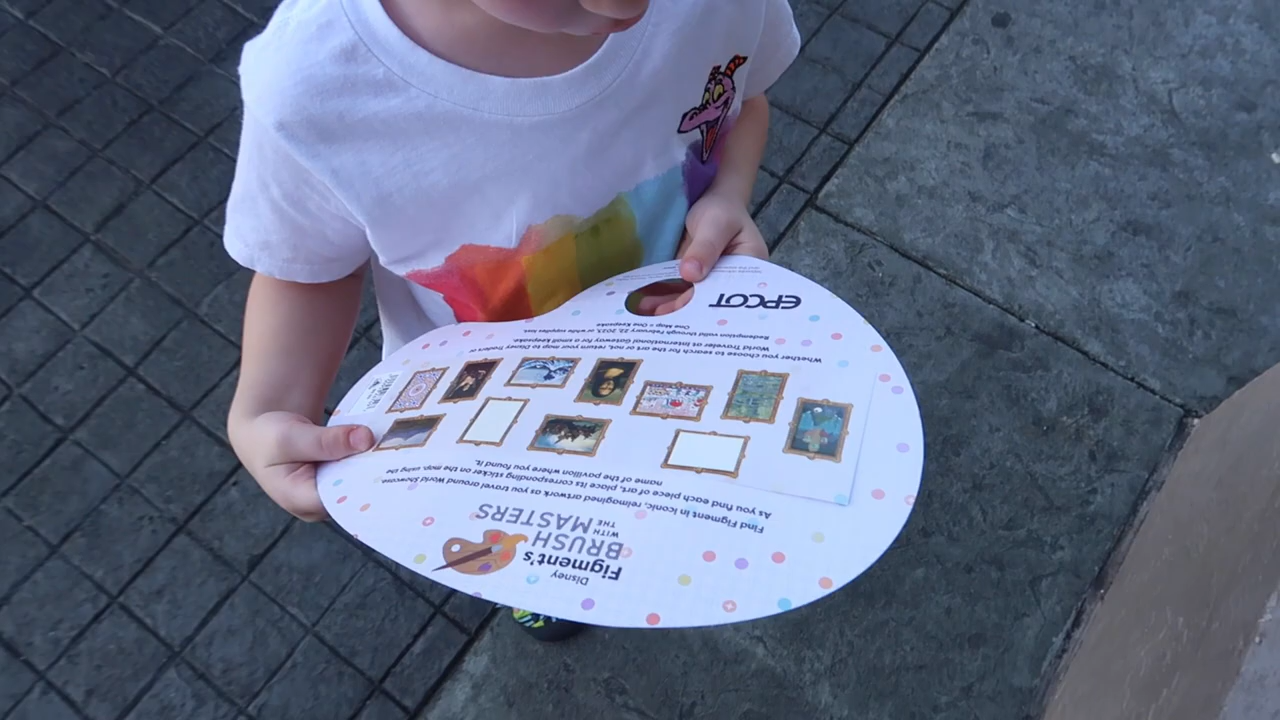 Disney
Figment's
BRUSH
WITH THE MASTERS
Find Figment in iconic, reimagined artwork as you travel around World Showcase
As you find each piece of art, place its corresponding sticker on the map, using the
name of the pavilion where you found it.
Whether you choose to search for the art or not, return your map to Disney Traders or
World Traveler at International Gateway for a small keepsake.
Redemption valid through February 22, 2023, or while supplies last.
One Map = One Keepsake
EPCOT